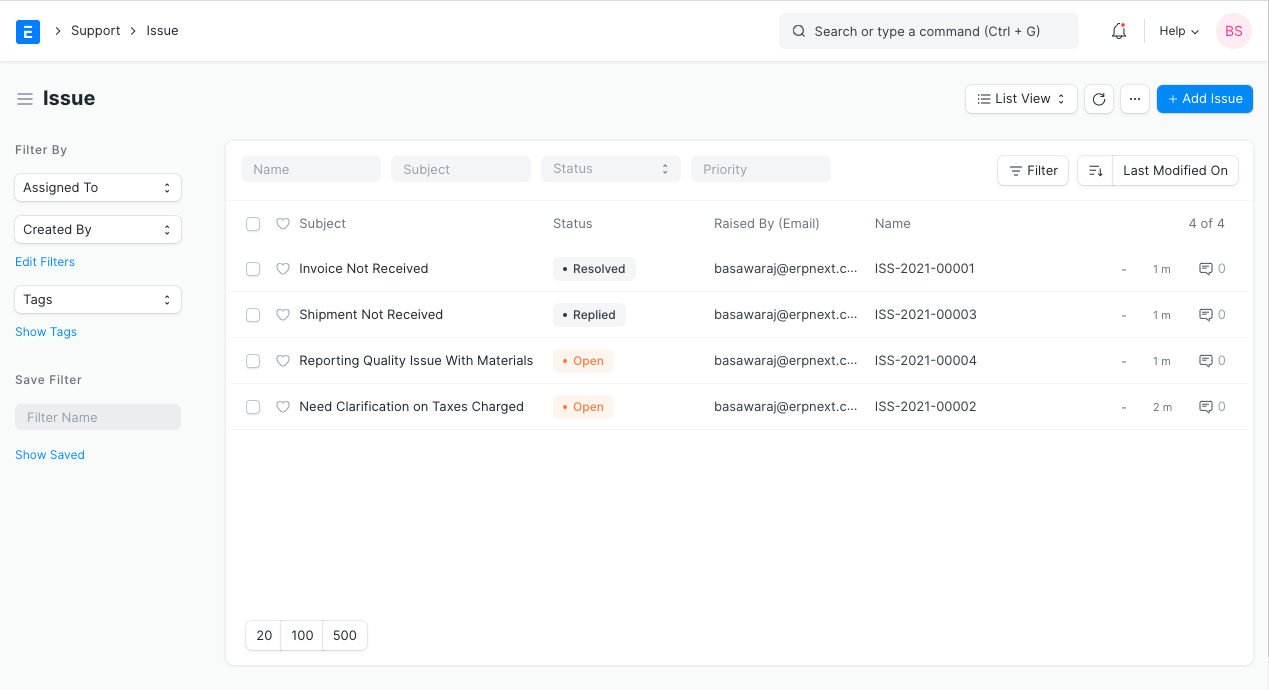 E > Support > Issue
Search or type a command (Ctrl + G)
Help
BS
Issue
List View
...
+ Add Issue
Filter By
Assigned To
Created By
Edit Filters
Tags
Show Tags
Save Filter
Filter Name
Show Saved
Name Subject Status Priority
Filter
Last Modified On
Subject Status Raised By (Email) Name 4 of 4
Invoice Not Received • Resolved basawaraj@erpnext.c... ISS-2021-00001 - 1 m 0
Shipment Not Received • Replied basawaraj@erpnext.c... ISS-2021-00003 - 1 m 0
Reporting Quality Issue With Materials • Open basawaraj@erpnext.c... ISS-2021-00004 - 1 m 0
Need Clarification on Taxes Charged • Open basawaraj@erpnext.c... ISS-2021-00002 - 2 m 0
20 100 500